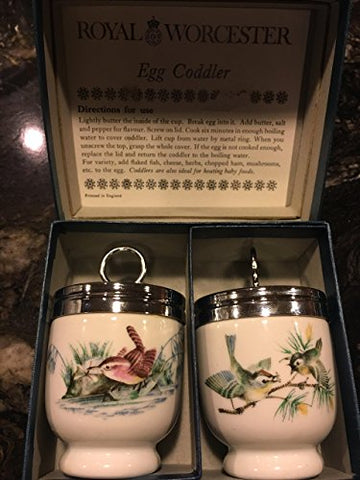 ROYAL WORCESTER
Egg Coddler
Directions for use
Lightly butter the inside of the cup. Break egg into it. Add butter, salt
and pepper for flavour. Screw on lid. Cook six minutes in enough boiling
water to cover coddler. Lift cup from water by metal ring. When you
unscrew the top, grasp the whole cover. If the egg is not cooked enough,
replace the lid and return the coddler to the boiling water.
For variety, add flaked fish, cheese, herbs, chopped ham, mushrooms,
etc. to the egg. Coddlers are also ideal for heating baby foods.
Printed in England